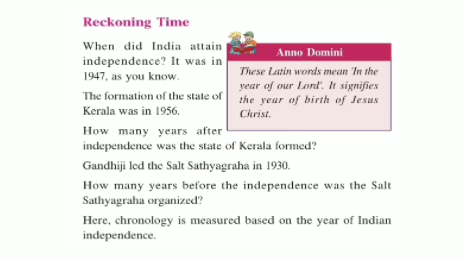 Reckoning Time
When did India attain
independence? It was in
1947, as you know.
The formation of the state of
Kerala was in 1956.
How many years after
independence was the state of Kerala formed?
Anno Domini
These Latin words mean 'In the
year of our Lord'. It signifies
the year of birth of Jesus
Christ.
Gandhiji led the Salt Sathyagraha in 1930.
How many years before the independence was the Salt
Sathyagraha organized?
Here, chronology is measured based on the year of Indian
independence.